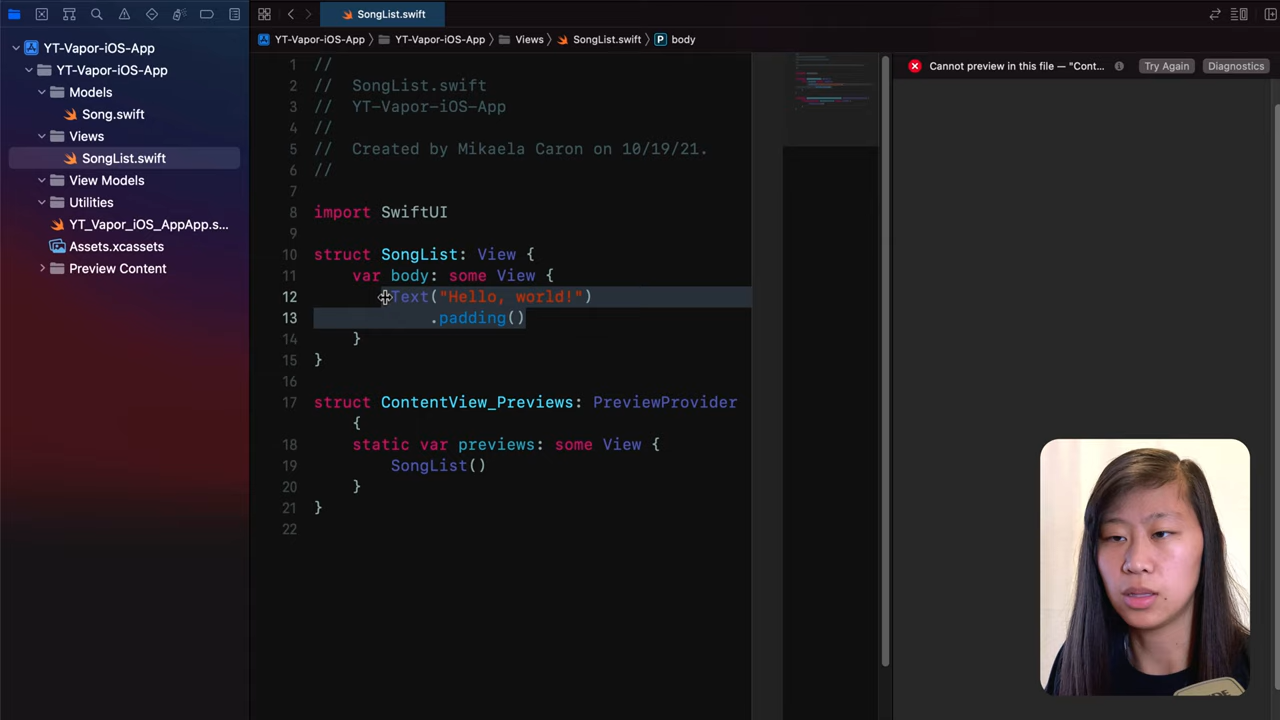 SongList.swift
YT-Vapor-iOS-App
YT-Vapor-iOS-App
Models
Song.swift
Views
SongList.swift
View Models
Utilities
YT_Vapor_iOS_AppApp.s...
Assets.xcassets
Preview Content
YT-Vapor-iOS-App
YT-Vapor-iOS-App
Views
SongList.swift
P body
1 //
2 // SongList.swift
3 // YT-Vapor-iOS-App
4 //
5 // Created by Mikaela Caron on 10/19/21.
6 //
7
8 import SwiftUI
9
10 struct SongList: View {
11 var body: some View {
12 Text("Hello, world!")
13 .padding()
14 }
15 }
16
17 struct ContentView_Previews: PreviewProvider
{
18 static var previews: some View {
19 SongList()
20 }
21 }
22
Cannot preview in this file — "Cont...
Try Again
Diagnostics